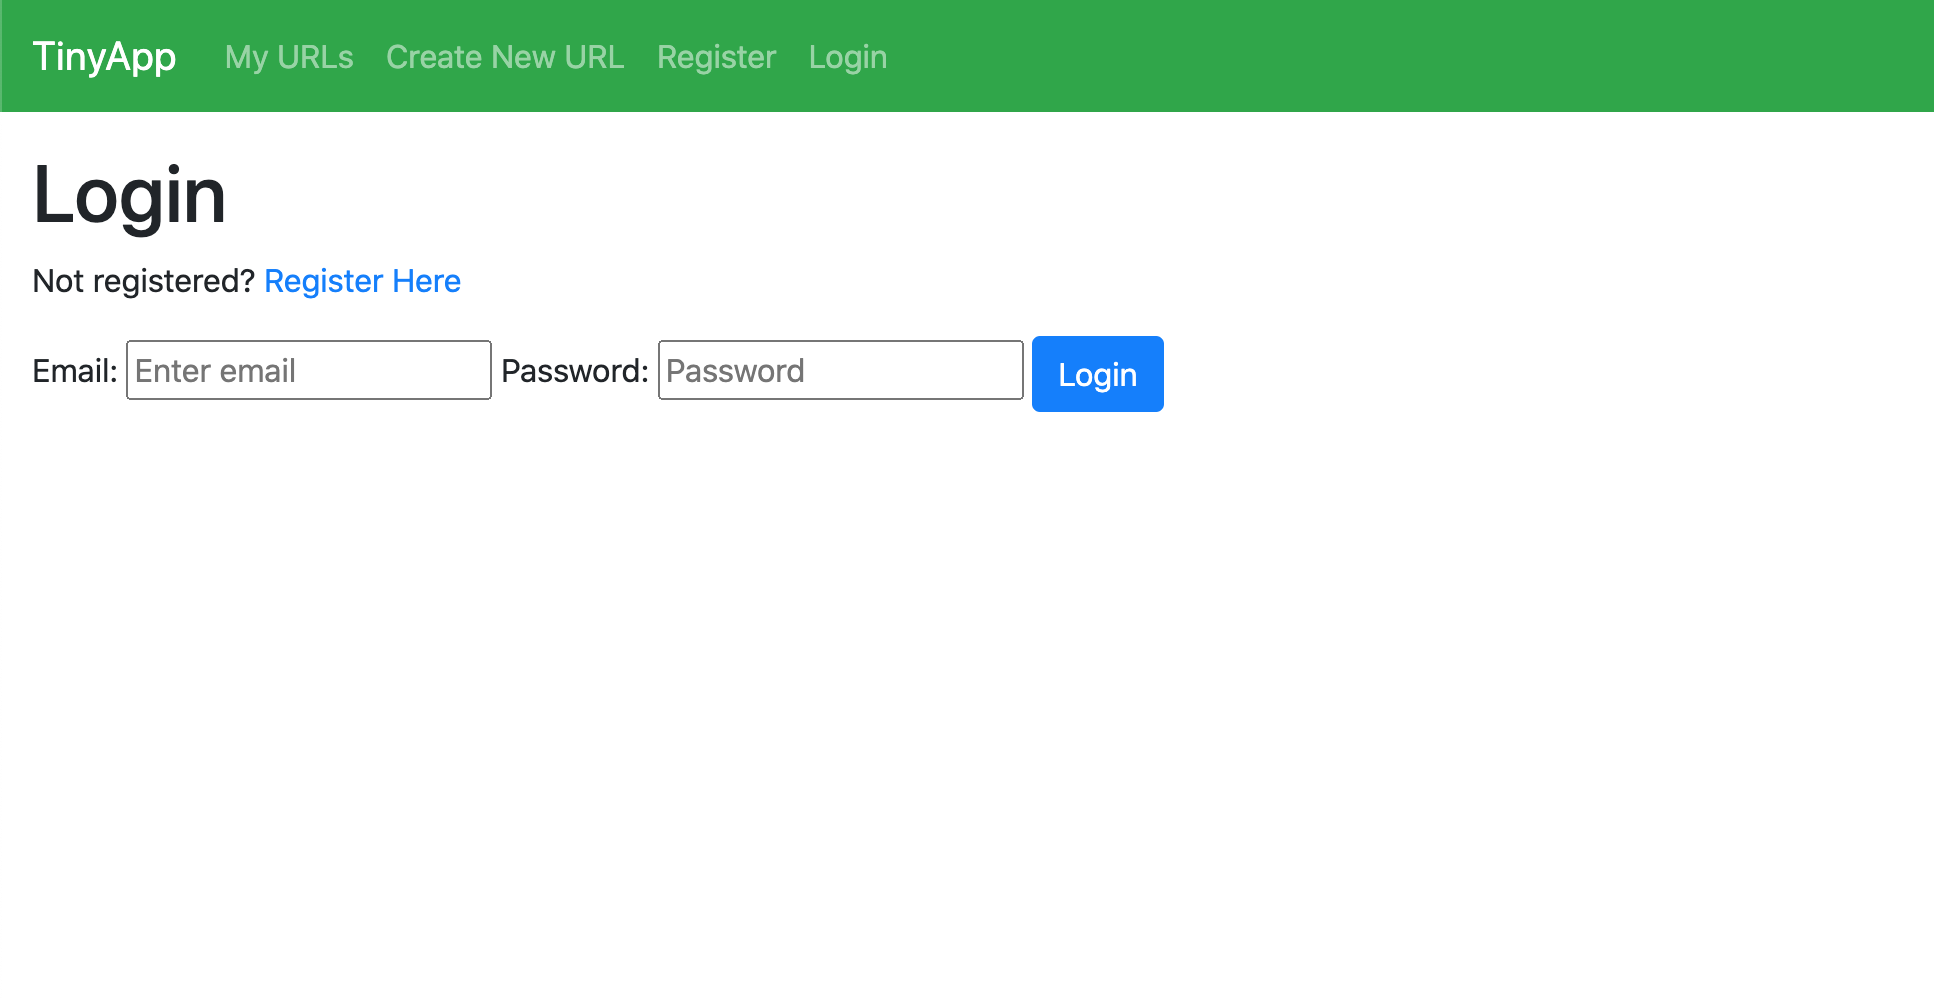 TinyApp My URLs Create New URL Register Login
Login
Not registered? Register Here
Email: Enter email Password: Password Login